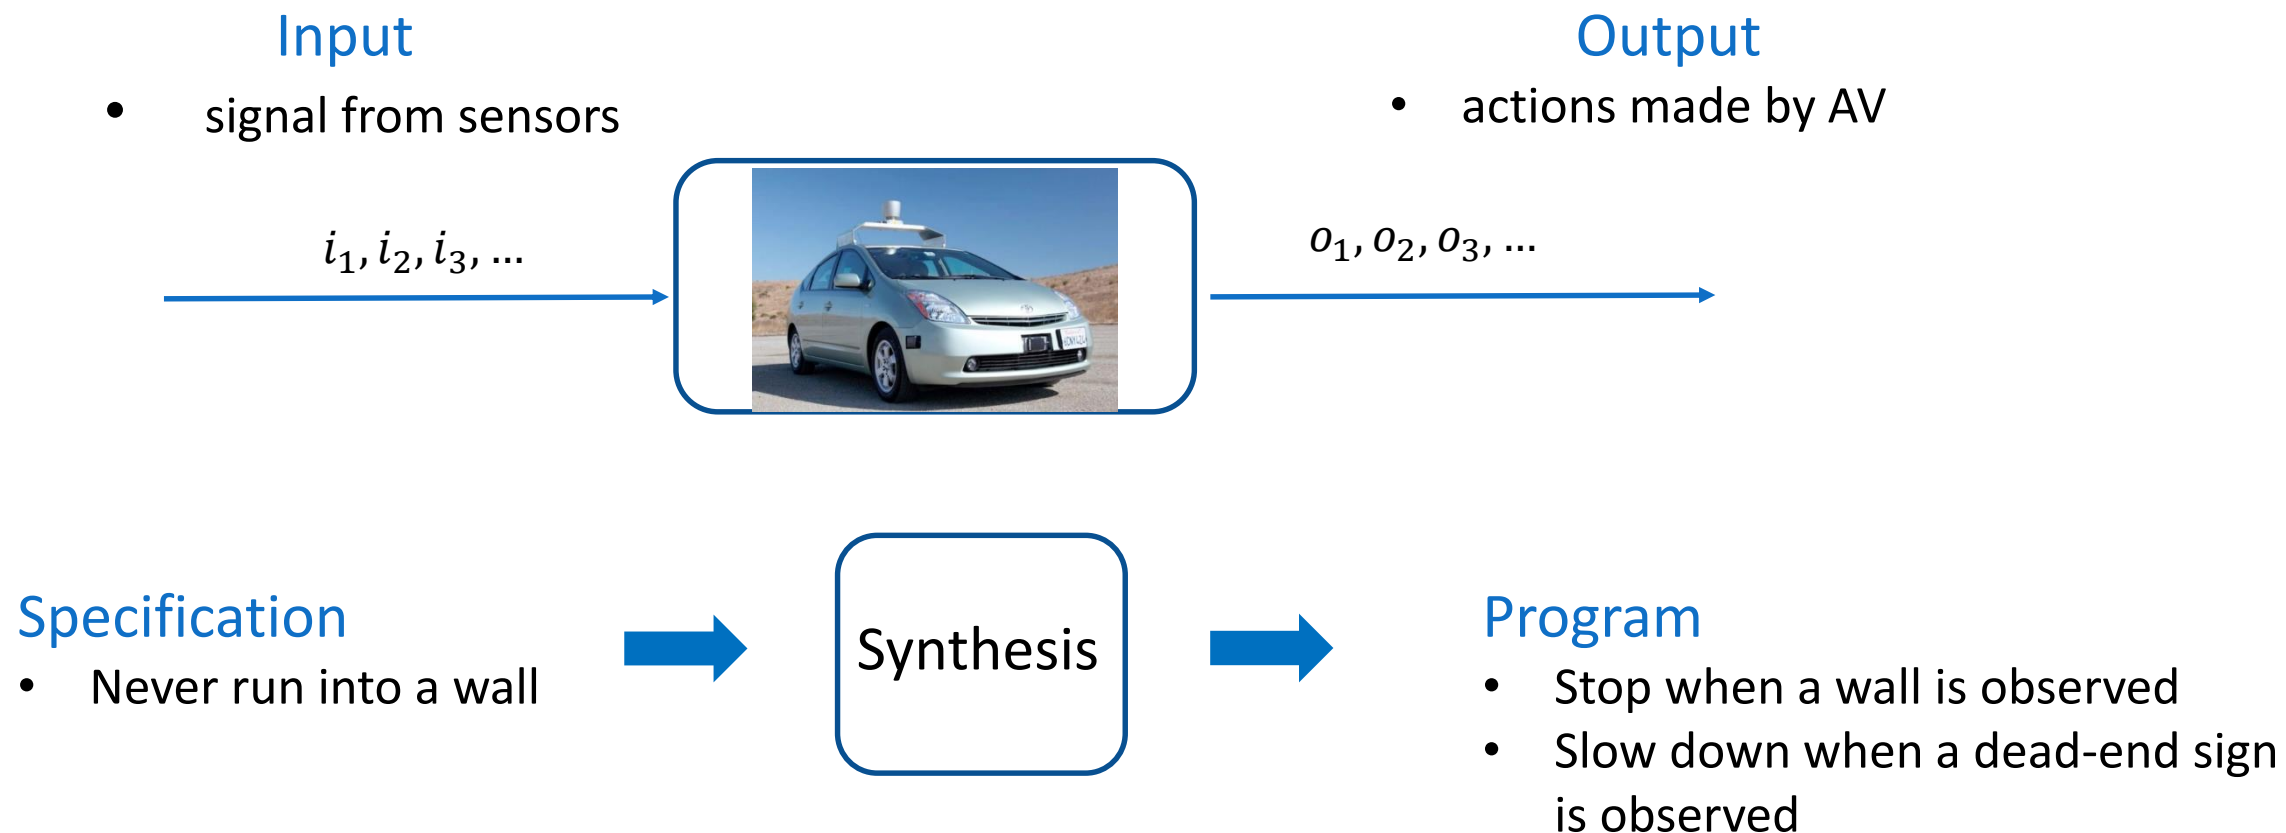 Input
Output
• signal from sensors
• actions made by AV
i₁, i₂, i₃, ...
o₁, o₂, o₃, ...
Specification
• Never run into a wall
Synthesis
Program
• Stop when a wall is observed
• Slow down when a dead-end sign
is observed